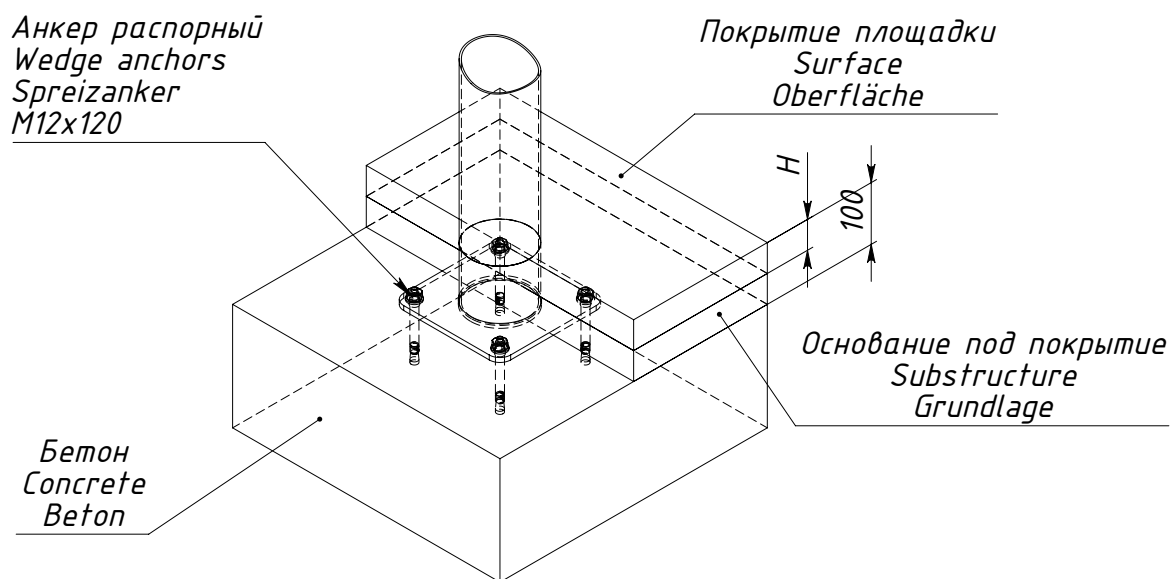 Анкер распорный
Wedge anchors
Spreizanker
M12x120
Покрытие площадки
Surface
Oberfläche
H
100
Основание под покрытие
Substructure
Grundlage
Бетон
Concrete
Beton